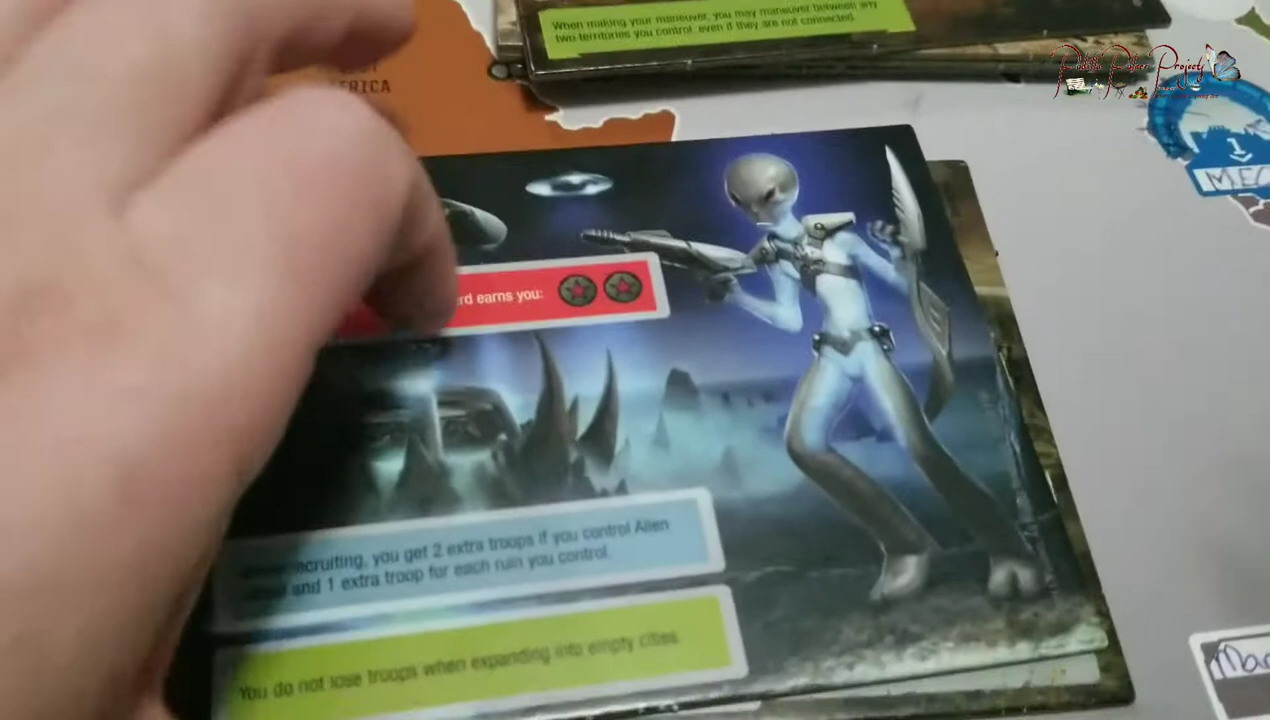 When making your maneuver, you may maneuver between any
two territories you control, even if they are not connected.
ERICA
1
rd earns you:
recruiting, you get 2 extra troops if you control Alien
and 1 extra troop for each ruin you control.
You do not lose troops when expanding into empty cities.